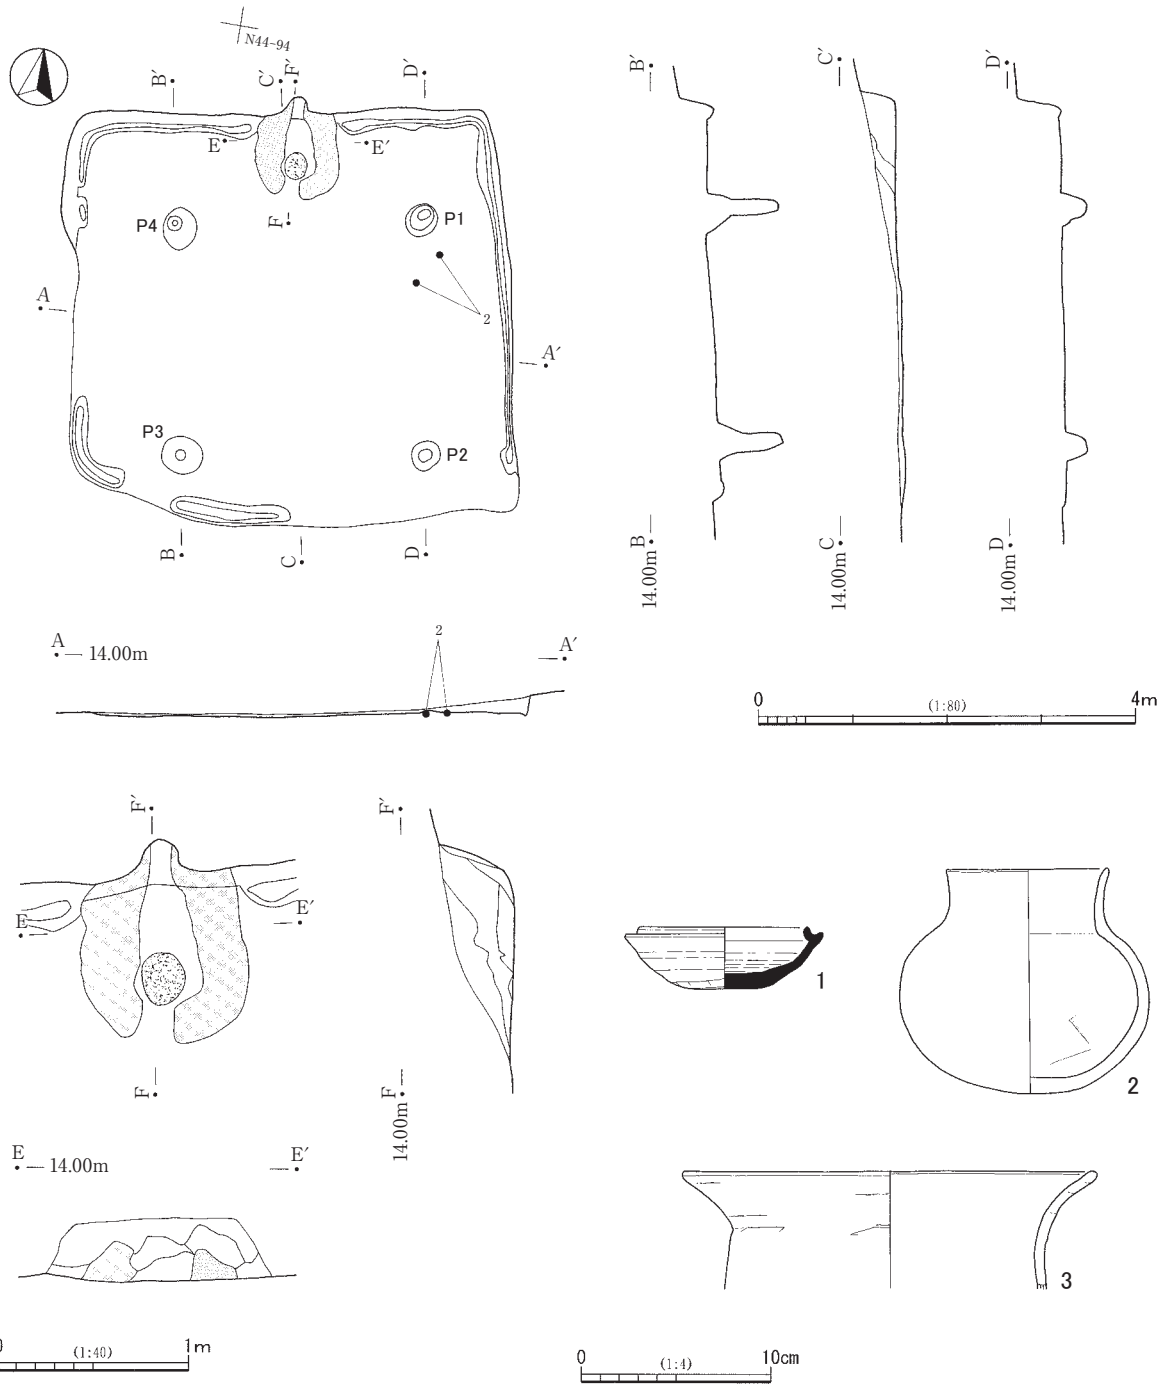 N44-94
B′
C′
F′
D′
E
E′
F
P4
P1
A
2
A′
P3
P2
B
C
D
B′
C′
D′
B
14.00m
C
14.00m
D
14.00m
A
14.00m
2
A′
0
(1:80)
4m
F′
F′
E
E′
F
F
14.00m
1
2
E
14.00m
E′
3
0
(1:40)
1m
0
(1:4)
10cm